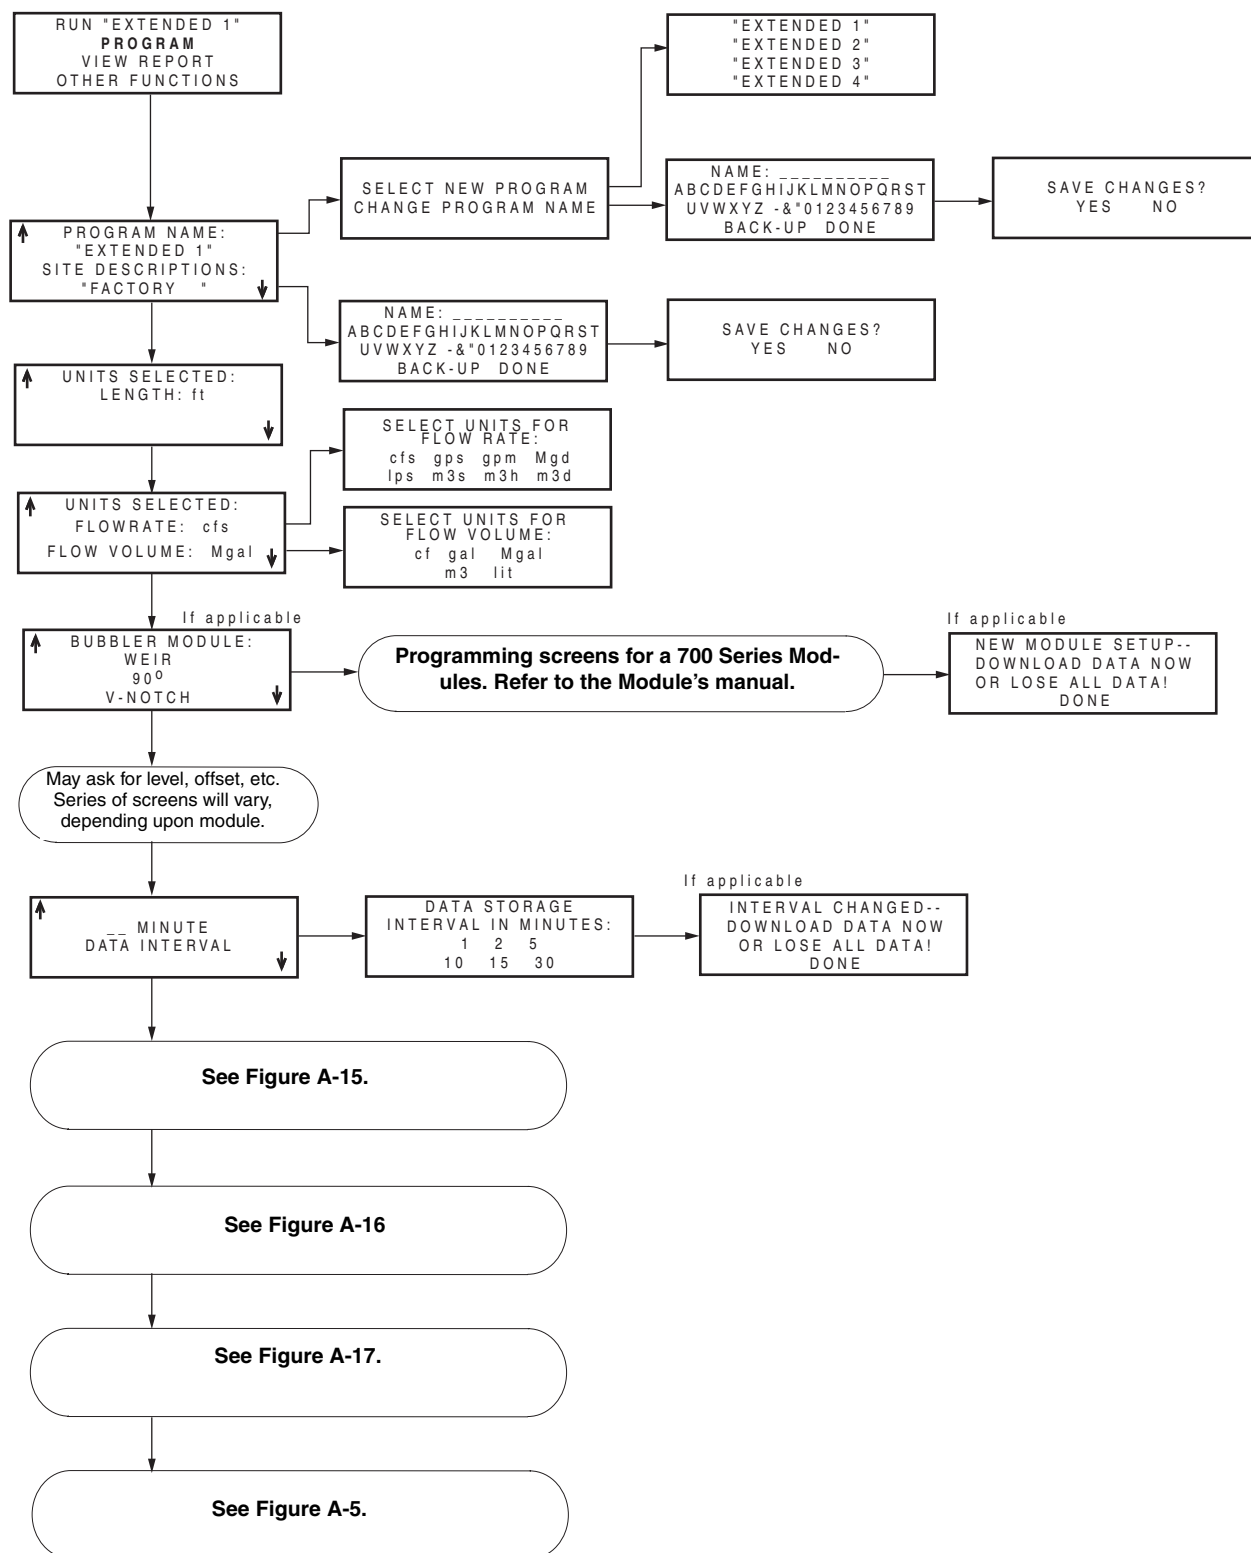 RUN "EXTENDED 1"
PROGRAM
VIEW REPORT
OTHER FUNCTIONS
"EXTENDED 1"
"EXTENDED 2"
"EXTENDED 3"
"EXTENDED 4"
SELECT NEW PROGRAM
CHANGE PROGRAM NAME
NAME: __________
ABCDEFGHIJKLMNOPQRST
UVWXYZ -&"0123456789
BACK-UP DONE
SAVE CHANGES?
YES NO
PROGRAM NAME:
"EXTENDED 1"
SITE DESCRIPTIONS:
"FACTORY "
NAME: __________
ABCDEFGHIJKLMNOPQRST
UVWXYZ -&"0123456789
BACK-UP DONE
SAVE CHANGES?
YES NO
UNITS SELECTED:
LENGTH: ft
SELECT UNITS FOR
FLOW RATE:
cfs gps gpm Mgd
lps m3s m3h m3d
UNITS SELECTED:
FLOWRATE: cfs
FLOW VOLUME: Mgal
SELECT UNITS FOR
FLOW VOLUME:
cf gal Mgal
m3 lit
If applicable
BUBBLER MODULE:
WEIR
90º
V-NOTCH
Programming screens for a 700 Series Mod-
ules. Refer to the Module's manual.
If applicable
NEW MODULE SETUP--
DOWNLOAD DATA NOW
OR LOSE ALL DATA!
DONE
May ask for level, offset, etc.
Series of screens will vary,
depending upon module.
__ MINUTE
DATA INTERVAL
DATA STORAGE
INTERVAL IN MINUTES:
1 2 5
10 15 30
If applicable
INTERVAL CHANGED--
DOWNLOAD DATA NOW
OR LOSE ALL DATA!
DONE
See Figure A-15.
See Figure A-16
See Figure A-17.
See Figure A-5.